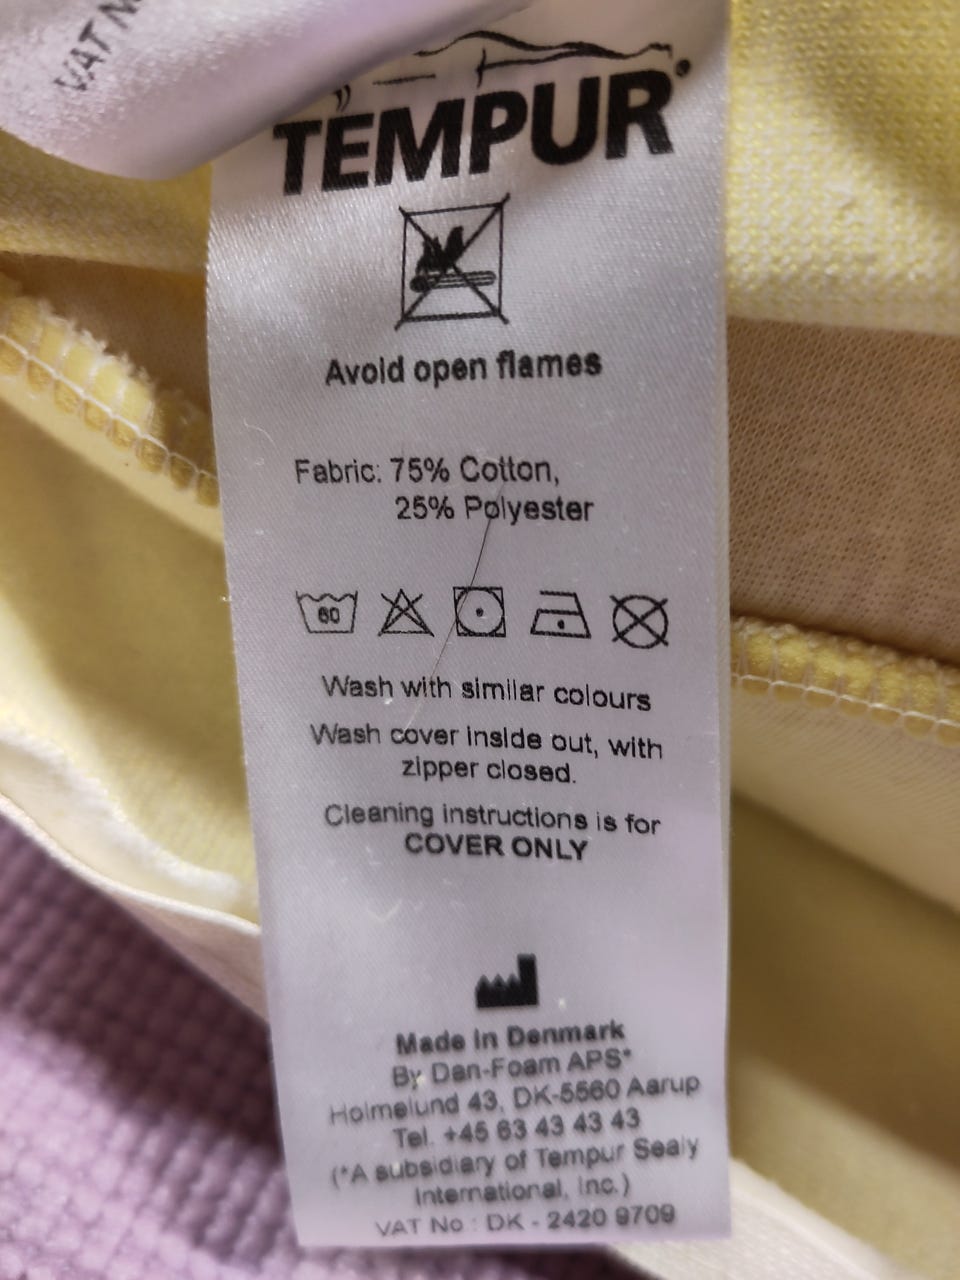 VAT N
TEMPUR®
Avoid open flames
Fabric: 75% Cotton,
25% Polyester
60
Wash with similar colours
Wash cover inside out, with
zipper closed.
Cleaning instructions is for
COVER ONLY
Made in Denmark
By Dan-Foam APS*
Holmelund 43, DK-5560 Aarup
Tel. +45 63 43 43 43
(*A subsidiary of Tempur Sealy
International, Inc.)
VAT No : DK - 2420 9709